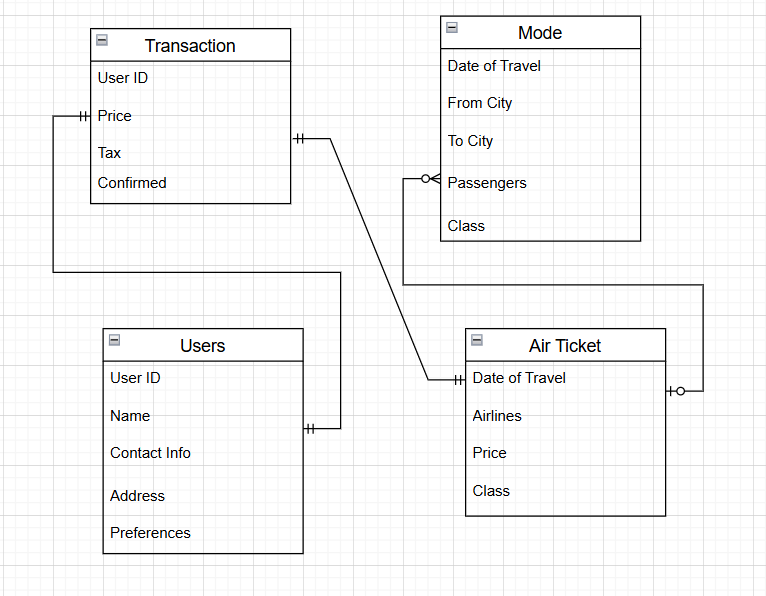 Transaction
User ID
Price
Tax
Confirmed
Mode
Date of Travel
From City
To City
Passengers
Class
Users
User ID
Name
Contact Info
Address
Preferences
Air Ticket
Date of Travel
Airlines
Price
Class